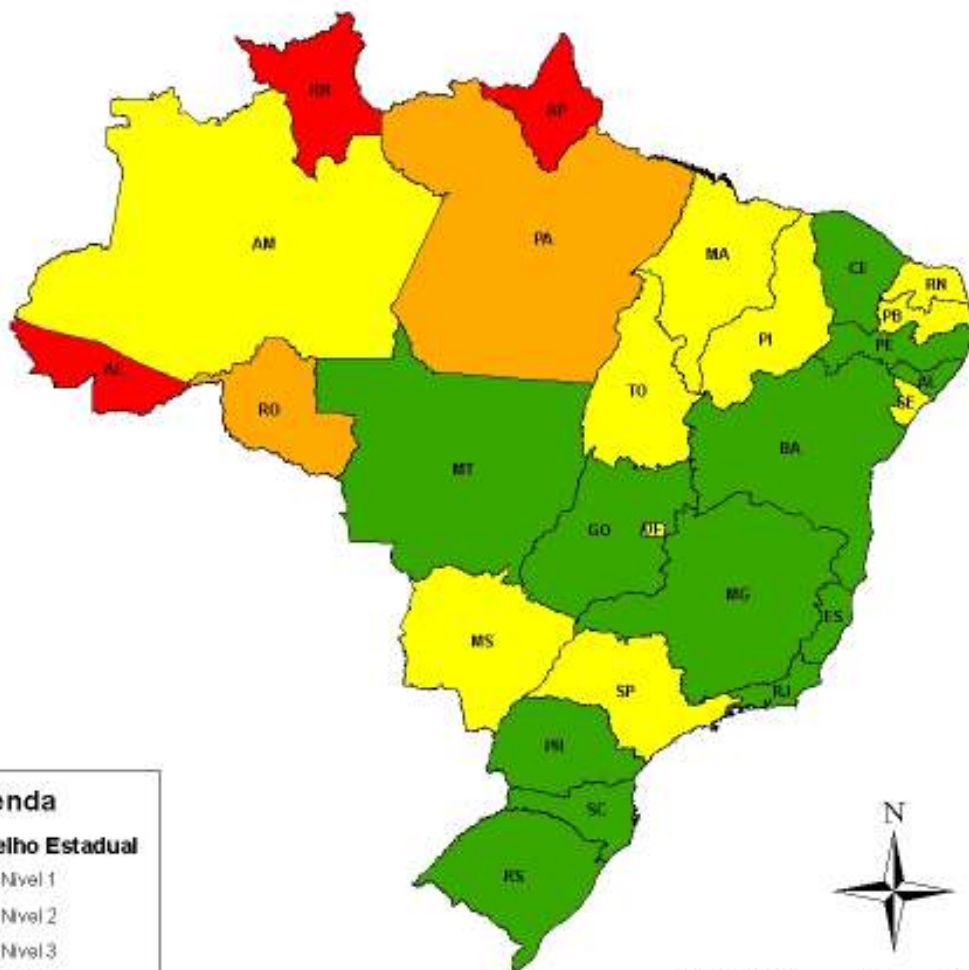 RR
AP
AM
PA
MA
CE
RN
PB
PI
PE
AC
TO
AL
SE
RO
BA
MT
GO
DF
MG
ES
MS
SP
RJ
PR
SC
RS
enda
elho Estadual
Nivel 1
Nivel 2
Nivel 3
N